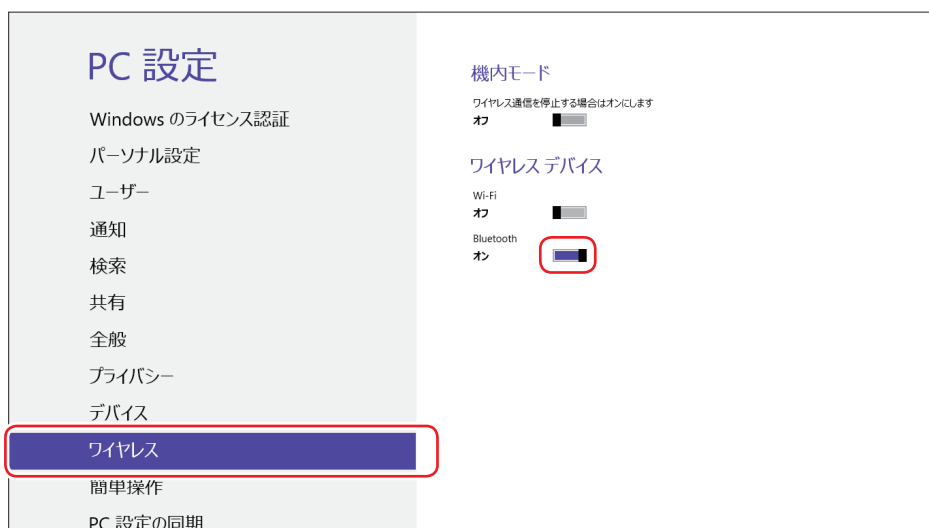 PC 設定
Windows のライセンス認証
パーソナル設定
ユーザー
通知
検索
共有
全般
プライバシー
デバイス
ワイヤレス
簡単操作
PC 設定の同期
機内モード
ワイヤレス通信を停止する場合はオンにします
オフ
ワイヤレス デバイス
Wi-Fi
オフ
Bluetooth
オン